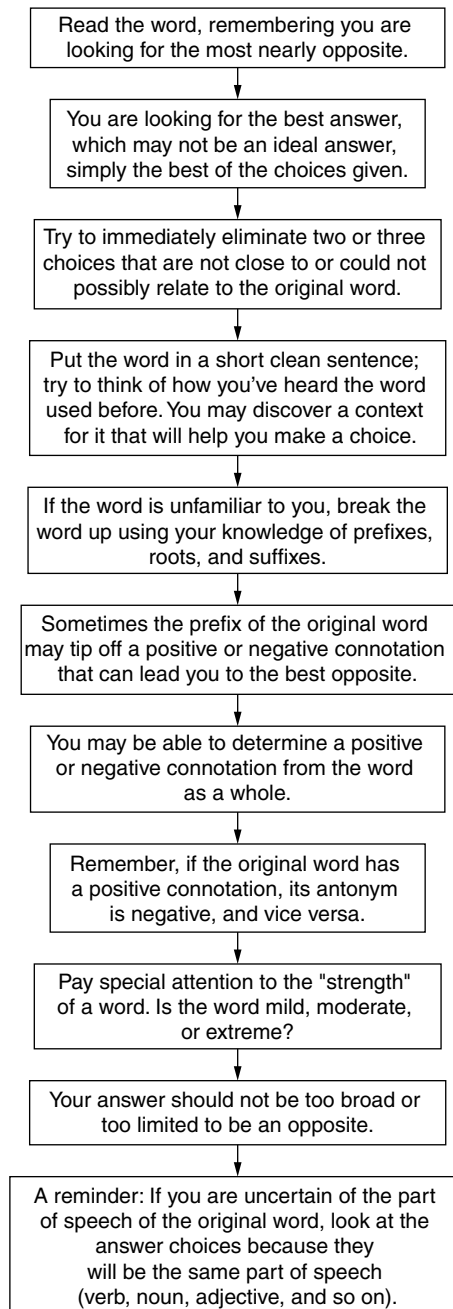 Read the word, remembering you are
looking for the most nearly opposite.
You are looking for the best answer,
which may not be an ideal answer,
simply the best of the choices given.
Try to immediately eliminate two or three
choices that are not close to or could not
possibly relate to the original word.
Put the word in a short clean sentence;
try to think of how you've heard the word
used before. You may discover a context
for it that will help you make a choice.
If the word is unfamiliar to you, break the
word up using your knowledge of prefixes,
roots, and suffixes.
Sometimes the prefix of the original word
may tip off a positive or negative connotation
that can lead you to the best opposite.
You may be able to determine a positive
or negative connotation from the word
as a whole.
Remember, if the original word has
a positive connotation, its antonym
is negative, and vice versa.
Pay special attention to the "strength"
of a word. Is the word mild, moderate,
or extreme?
Your answer should not be too broad or
too limited to be an opposite.
A reminder: If you are uncertain of the part
of speech of the original word, look at the
answer choices because they
will be the same part of speech
(verb, noun, adjective, and so on).